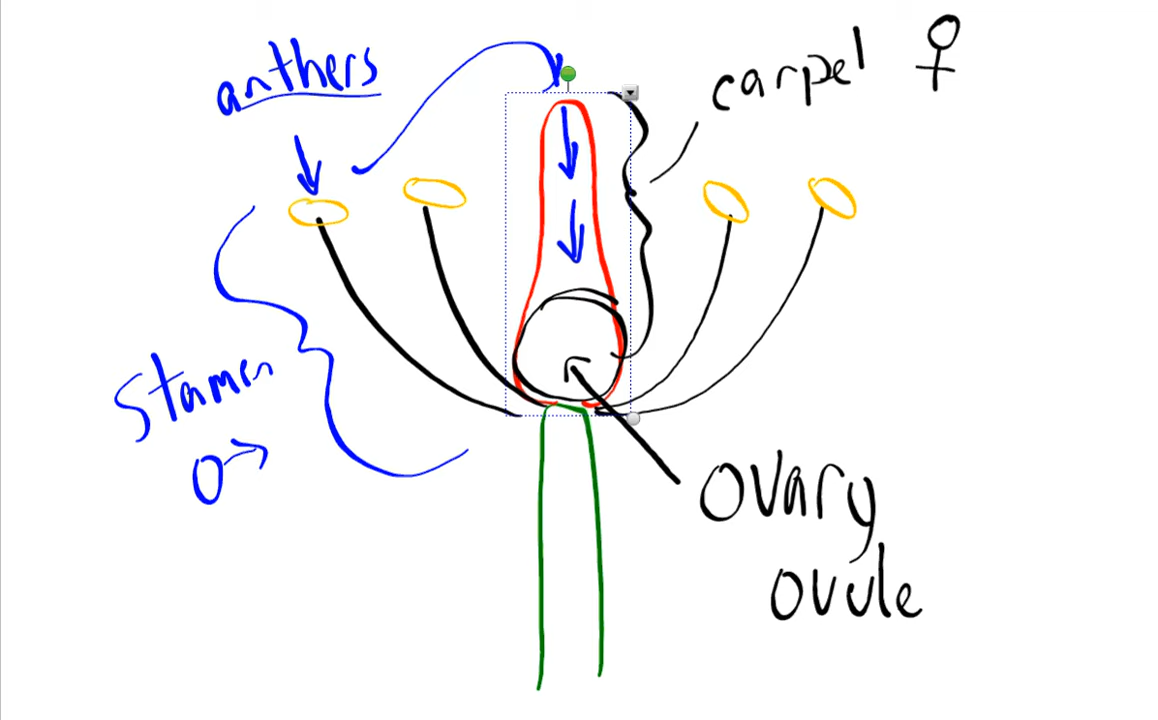 anthers
carpel ♀
stamen
♂
ovary
ovule